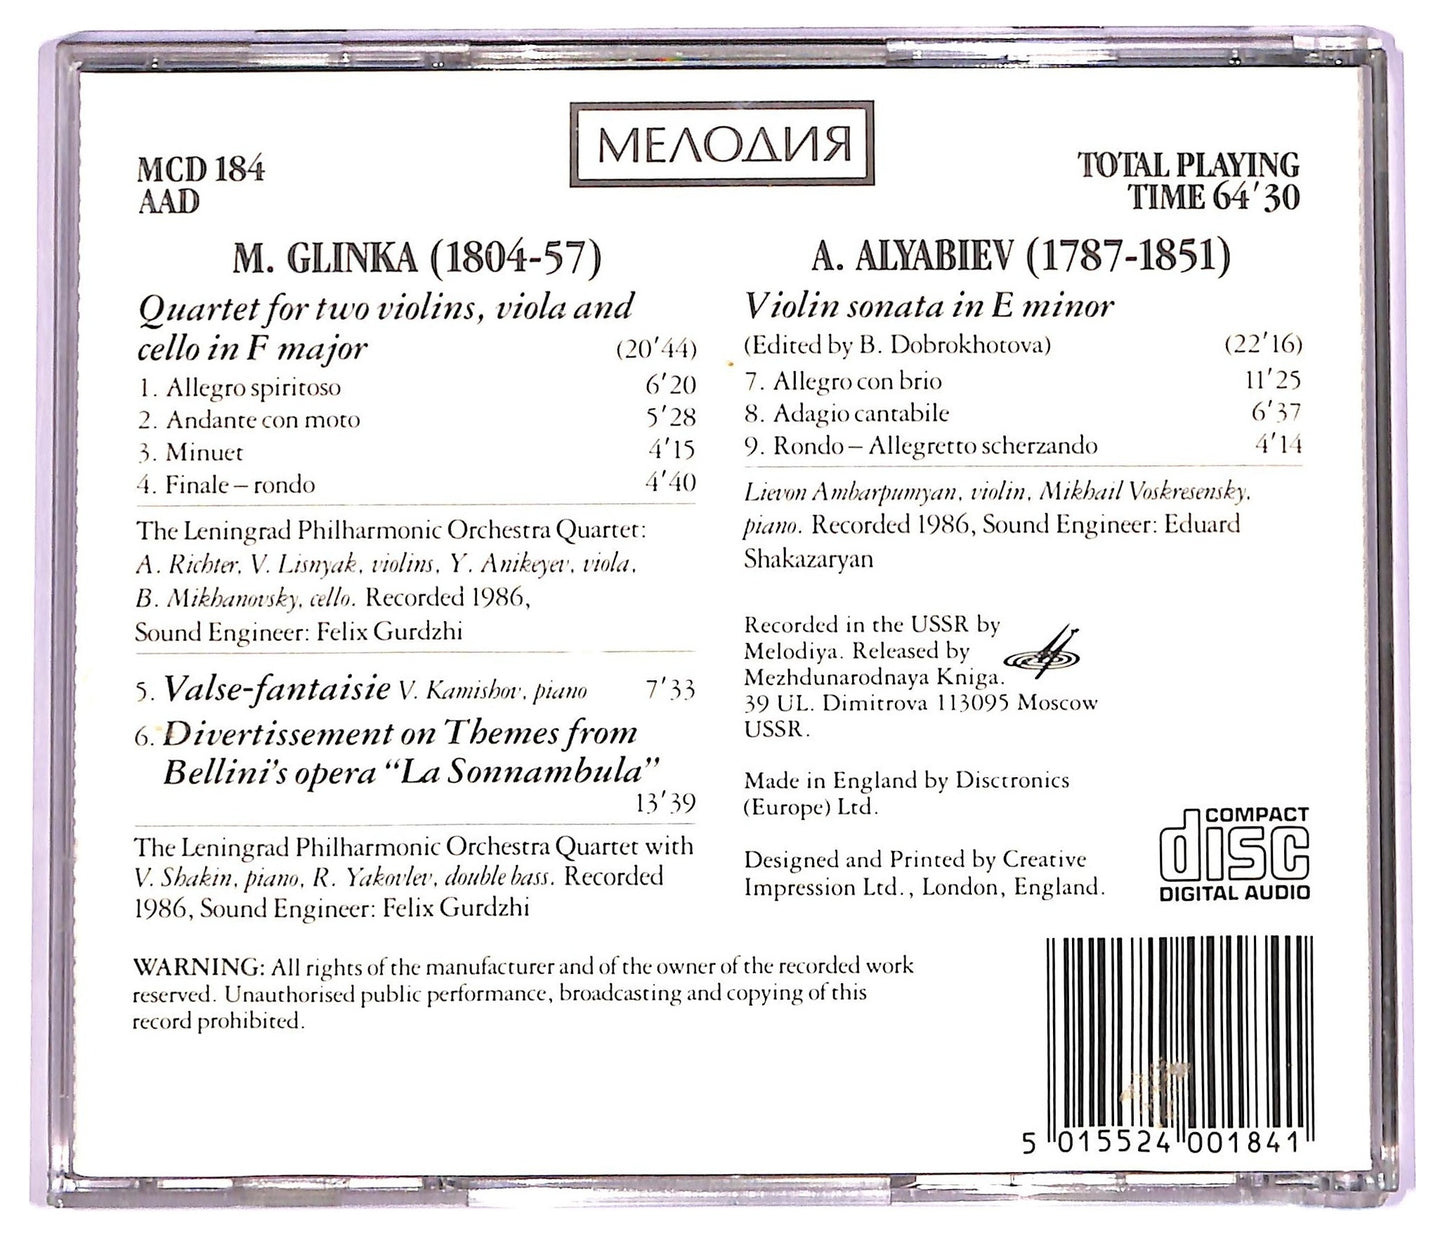 МЕЛОДИЯ
MCD 184
AAD
TOTAL PLAYING
TIME 64'30
M. GLINKA (1804-57)
Quartet for two violins, viola and
cello in F major (20'44)
1. Allegro spiritoso 6'20
2. Andante con moto 5'28
3. Minuet 4'15
4. Finale – rondo 4'40
The Leningrad Philharmonic Orchestra Quartet:
A. Richter, V. Lisnyak, violins, Y. Anikeyev, viola,
B. Mikhanovsky, cello. Recorded 1986,
Sound Engineer: Felix Gurdzhi
5. Valse-fantaisie V. Kamishov, piano 7'33
6. Divertissement on Themes from
Bellini's opera “La Sonnambula”
13'39
The Leningrad Philharmonic Orchestra Quartet with
V. Shakin, piano, R. Yakovlev, double bass. Recorded
1986, Sound Engineer: Felix Gurdzhi
A. ALYABIEV (1787-1851)
Violin sonata in E minor
(Edited by B. Dobrokhotova) (22'16)
7. Allegro con brio 11'25
8. Adagio cantabile 6'37
9. Rondo – Allegretto scherzando 4'14
Lievon Ambarpumyan, violin, Mikhail Voskresensky,
piano. Recorded 1986, Sound Engineer: Eduard
Shakazaryan
Recorded in the USSR by
Melodiya. Released by
Mezhdunarodnaya Kniga.
39 UL. Dimitrova 113095 Moscow
USSR.
Made in England by Disctronics
(Europe) Ltd.
Designed and Printed by Creative
Impression Ltd., London, England.
COMPACT
disc
DIGITAL AUDIO
WARNING: All rights of the manufacturer and of the owner of the recorded work
reserved. Unauthorised public performance, broadcasting and copying of this
record prohibited.
5 015524 001841